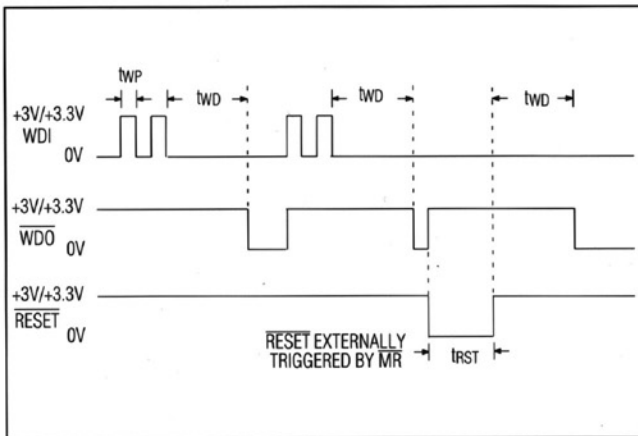 tWP
tWD
tWD
tWD
+3V/+3.3V
WDI
0V
+3V/+3.3V
WDO
0V
+3V/+3.3V
RESET
0V
RESET EXTERNALLY
TRIGGERED BY MR
tRST